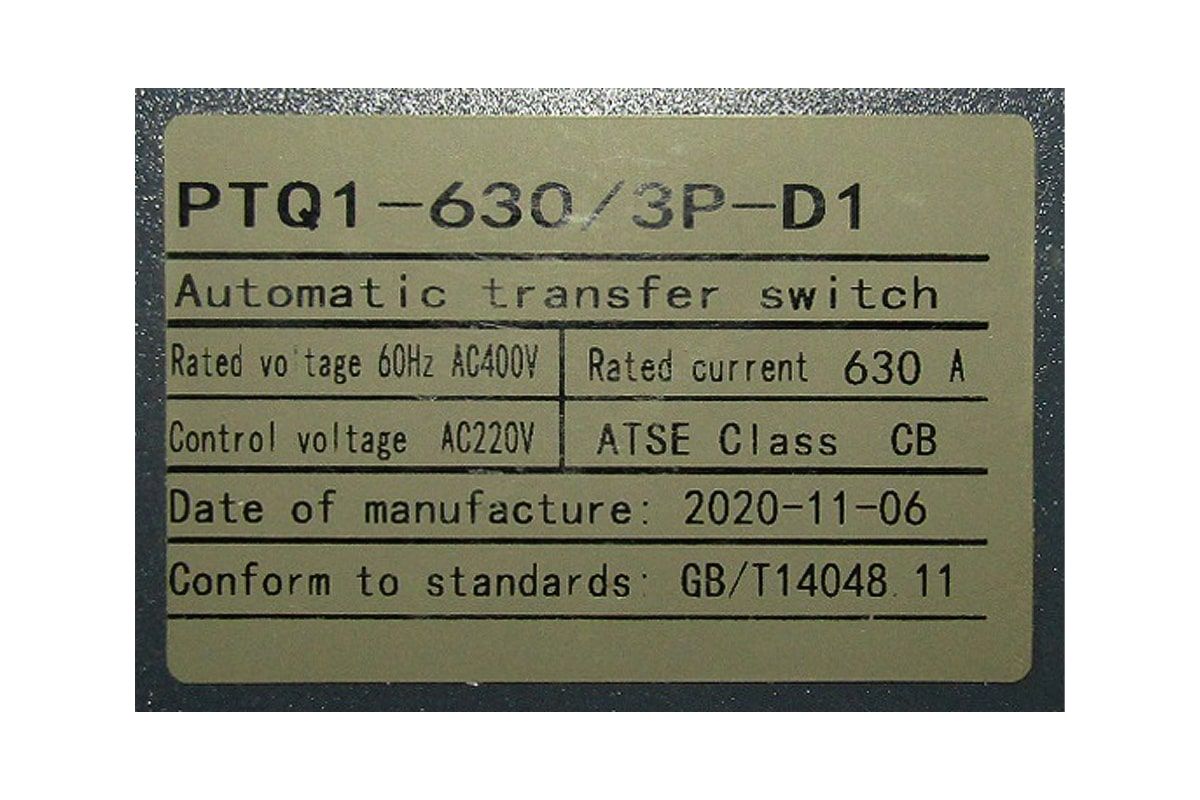 PTQ1-630/3P-D1
Automatic transfer switch
Rated voltage 60Hz AC400V Rated current 630 A
Control voltage AC220V ATSE Class CB
Date of manufacture: 2020-11-06
Conform to standards: GB/T14048.11